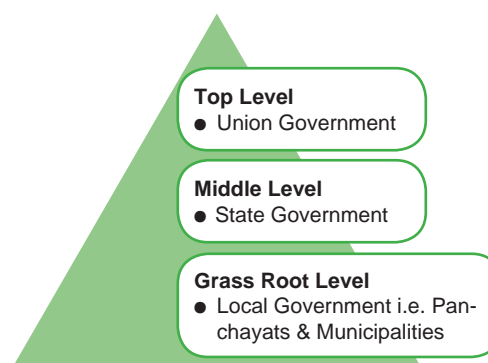 Top Level
● Union Government
Middle Level
● State Government
Grass Root Level
● Local Government i.e. Pan-
chayats & Municipalities